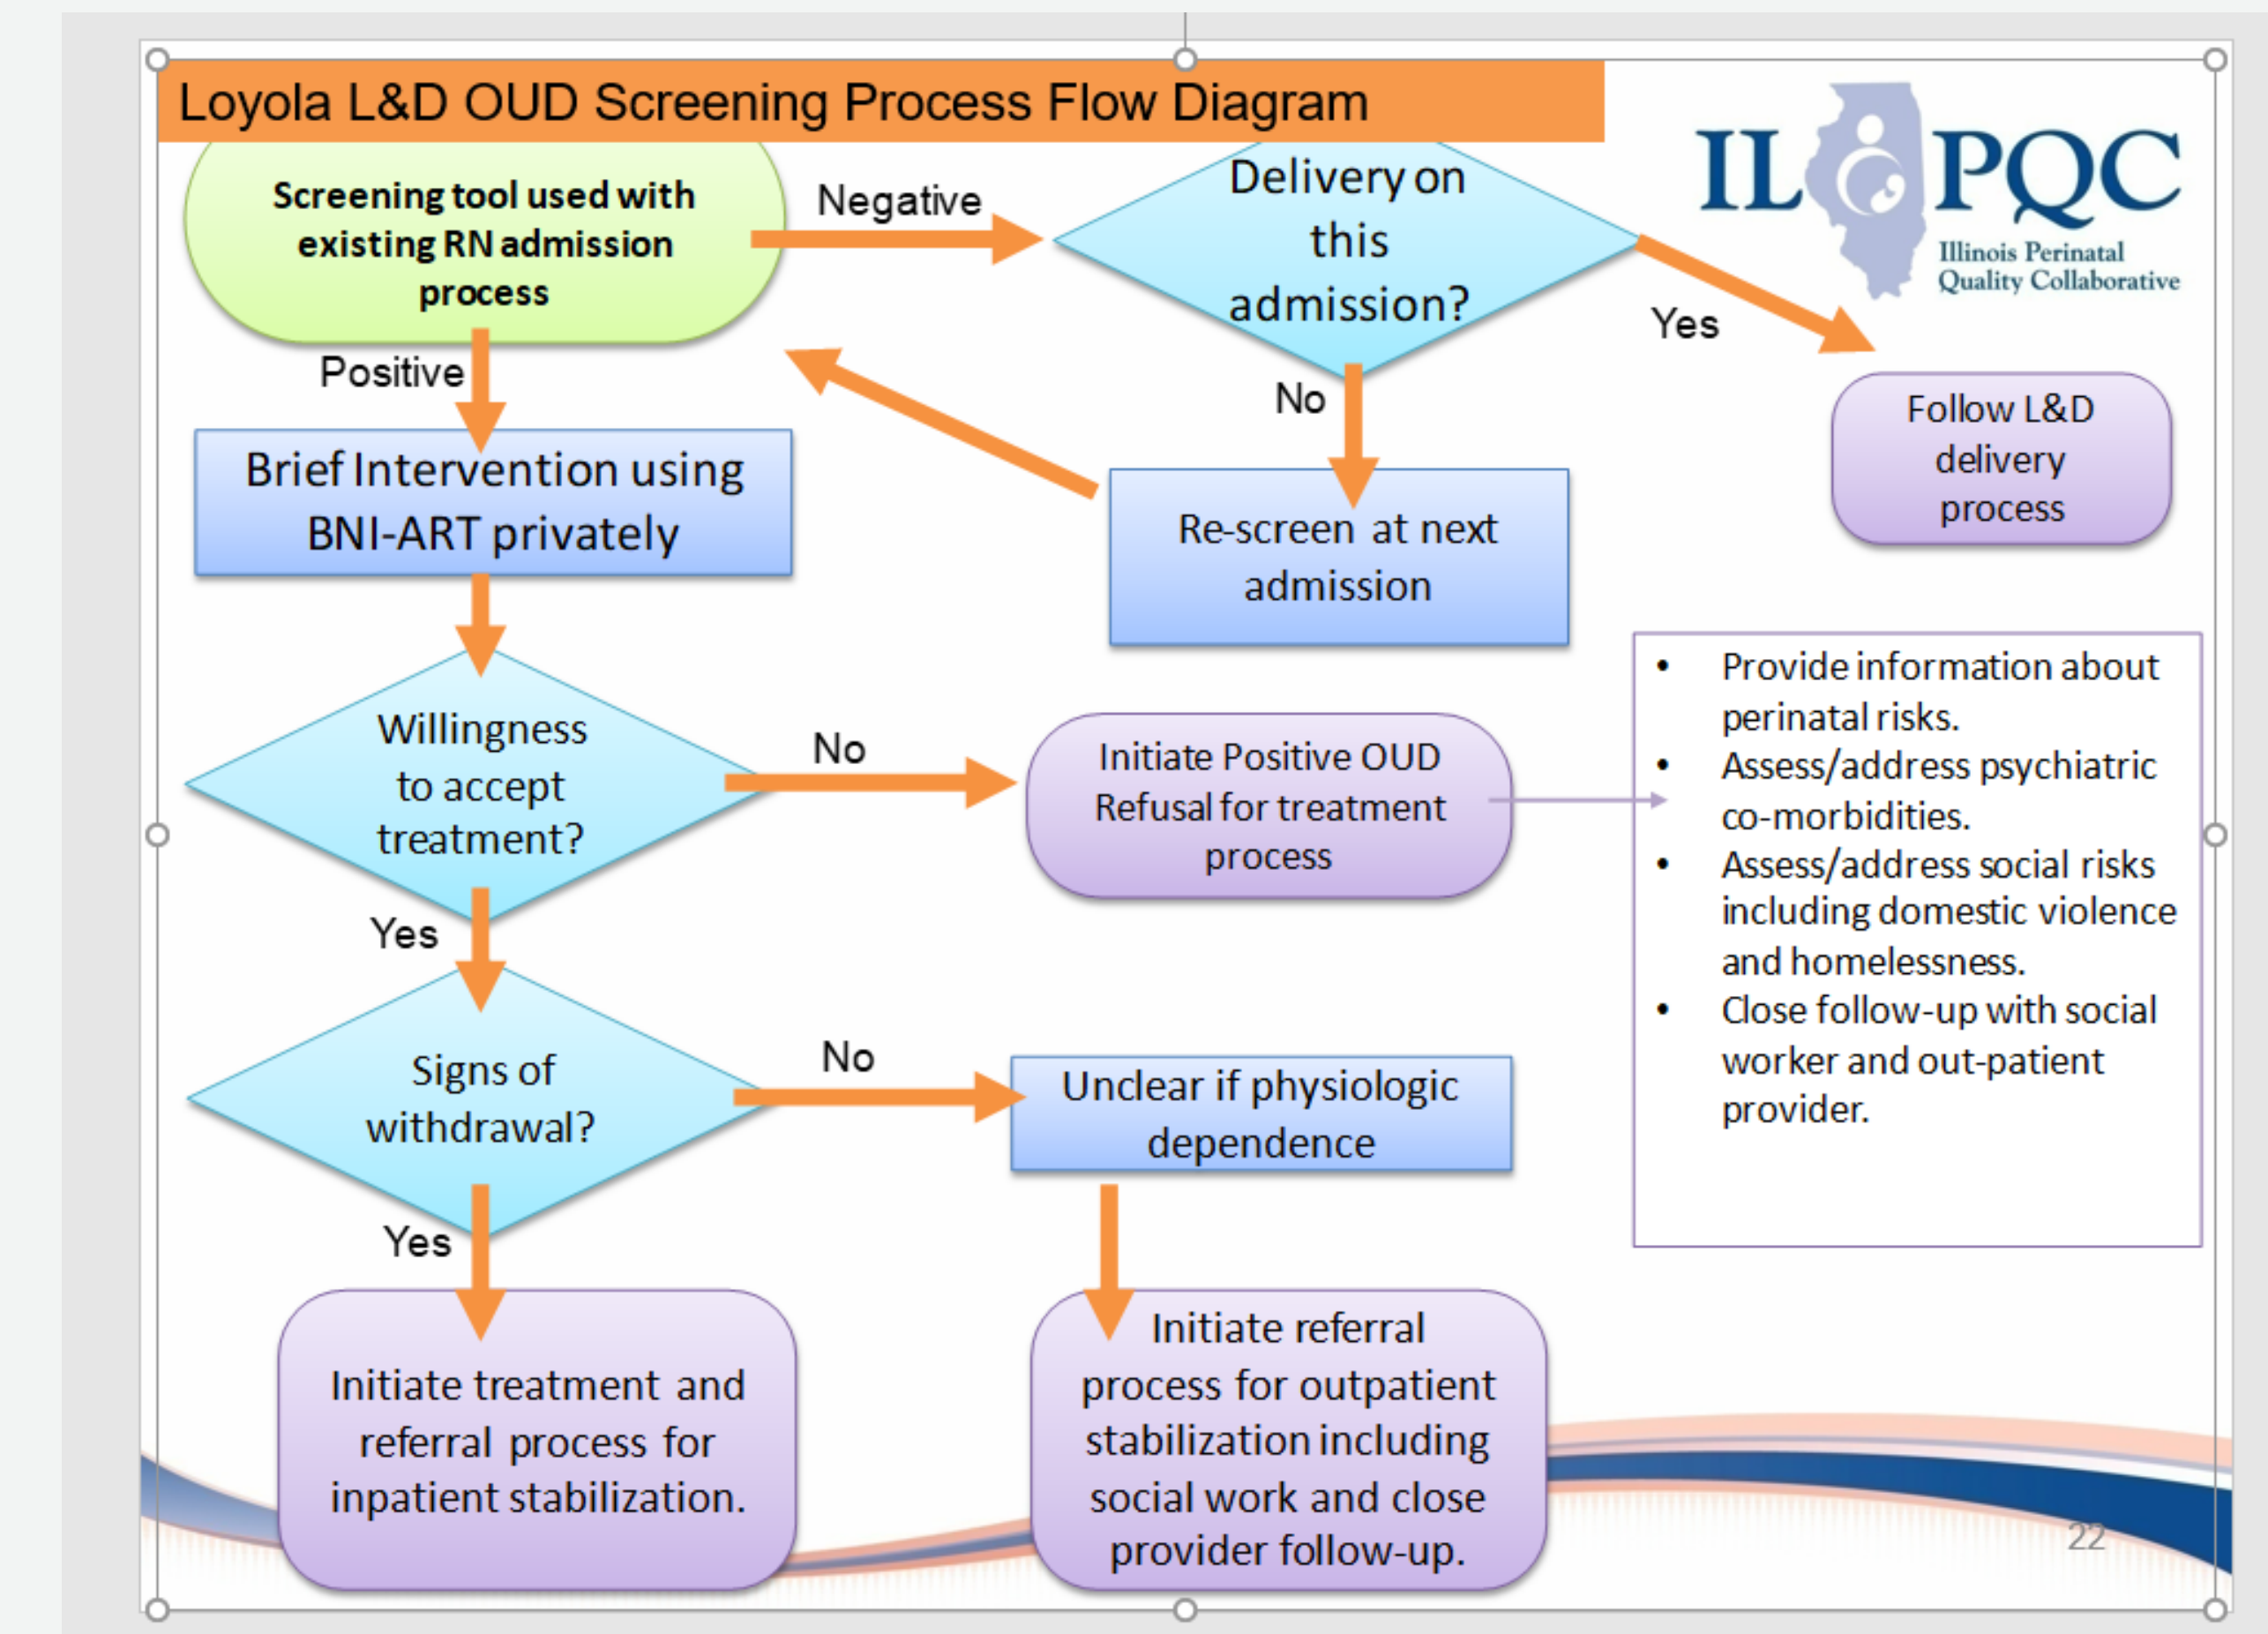 Loyola L&D OUD Screening Process Flow Diagram
IL PQC
Illinois Perinatal
Quality Collaborative
Screening tool used with
existing RN admission
process
Negative
Delivery on
this
admission?
Yes
Follow L&D
delivery
process
No
Re-screen at next
admission
Positive
Brief Intervention using
BNI-ART privately
Willingness
to accept
treatment?
No
Initiate Positive OUD
Refusal for treatment
process
• Provide information about
perinatal risks.
• Assess/address psychiatric
co-morbidities.
• Assess/address social risks
including domestic violence
and homelessness.
• Close follow-up with social
worker and out-patient
provider.
Yes
Signs of
withdrawal?
No
Unclear if physiologic
dependence
Yes
Initiate treatment and
referral process for
inpatient stabilization.
Initiate referral
process for outpatient
stabilization including
social work and close
provider follow-up.
22